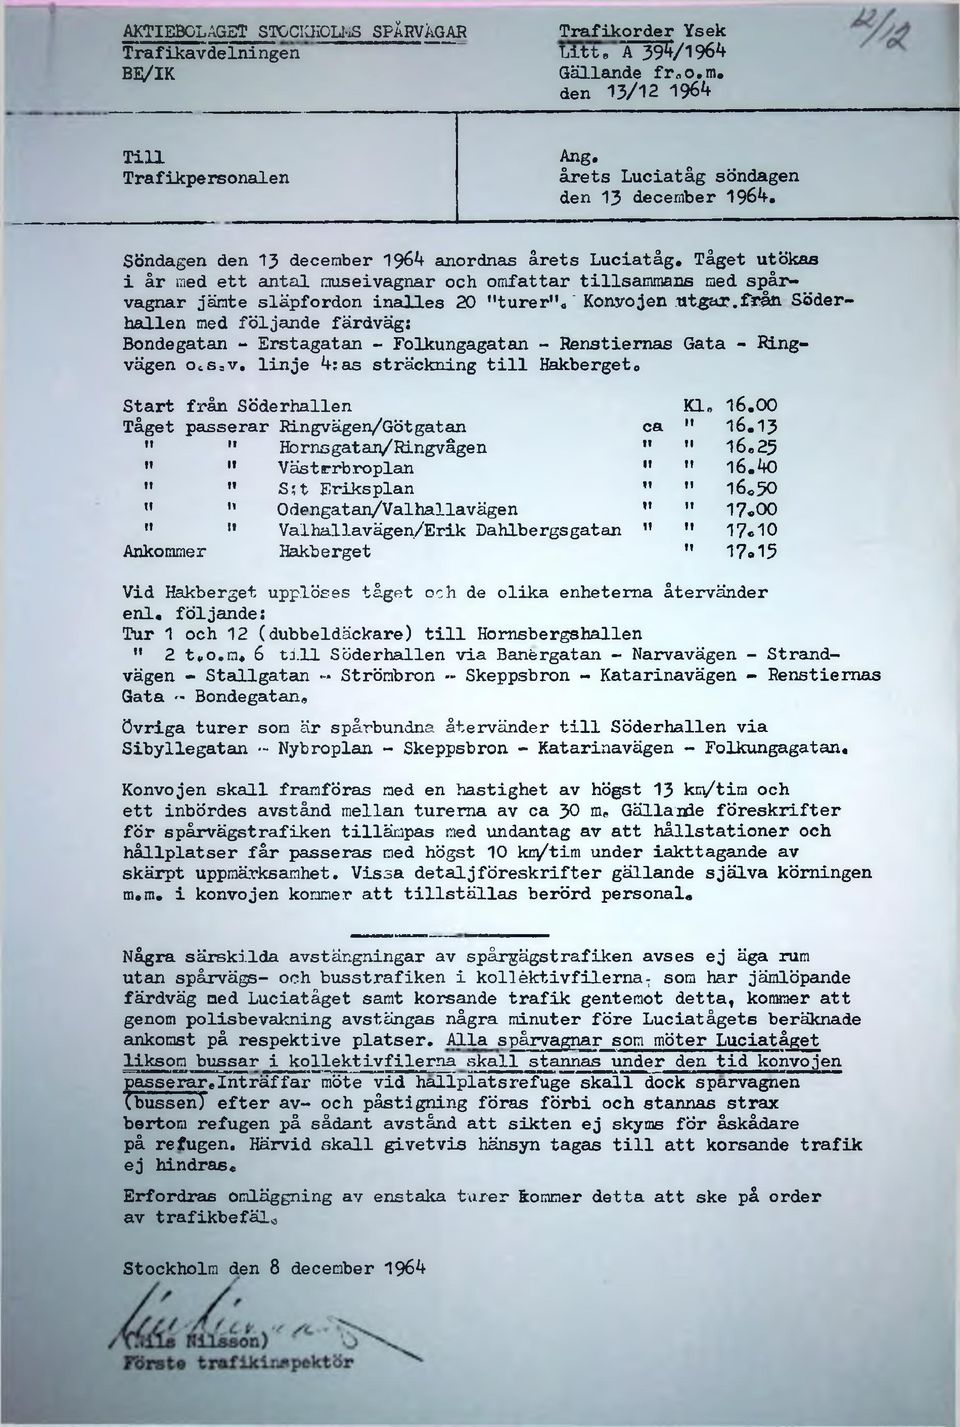 AKTIEBOLAGET STOCKHOLMS SPÅRVÄGAR
Trafikavdelningen
BE/IK
Trafikorder Ysek
Litt. A 394/1964
Gällande fr.o.m.
den 13/12 1964
12/12
Till
Trafikpersonalen
Ang.
årets Luciatåg söndagen
den 13 december 1964.
Söndagen den 13 december 1964 anordnas årets Luciatåg. Tåget utökas
i år med ett antal museivagnar och omfattar tillsammans med spår-
vagnar jämte släpfordon inalles 20 "turer". Konvojen utgår.från Söder-
hallen med följande färdväg:
Bondegatan - Erstagatan - Folkungagatan - Renstiernas Gata - Ring-
vägen o.s.v. linje 4:as sträckning till Hakberget.
Start från Söderhallen Kl. 16.00
Tåget passerar Ringvägen/Götgatan ca " 16.13
" " Hornsgatan/Ringvägen " " 16.25
" " Västerrbroplan " " 16.40
" " S:t Eriksplan " " 16.50
" " Odengatan/Valhallavägen " " 17.00
" " Valhallavägen/Erik Dahlbergsgatan " " 17.10
Ankommer Hakberget " 17.15
Vid Hakberget upplöses tåget och de olika enheterna återvänder
enl. följande:
Tur 1 och 12 (dubbeldäckare) till Hornsbergshallen
" 2 t.o.m. 6 till Söderhallen via Banérgatan - Narvavägen - Strand-
vägen - Stallgatan - Strömbron - Skeppsbron - Katarinavägen - Renstiernas
Gata - Bondegatan.
Övriga turer som är spårbundna återvänder till Söderhallen via
Sibyllegatan - Nybroplan - Skeppsbron - Katarinavägen - Folkungagatan.
Konvojen skall framföras med en hastighet av högst 13 km/tim och
ett inbördes avstånd mellan turerna av ca 30 m. Gällande föreskrifter
för spårvägstrafiken tillämpas med undantag av att hållstationer och
hållplatser får passeras med högst 10 km/tim under iakttagande av
skärpt uppmärksamhet. Vissa detaljföreskrifter gällande själva körningen
m.m. i konvojen kommer att tillställas berörd personal.
Några särskilda avstängningar av spårgägstrafiken avses ej äga rum
utan spårvägs- och busstrafiken i kollektivfilerna, som har jämlöpande
färdväg med Luciatåget samt korsande trafik gentemot detta, kommer att
genom polisbevakning avstängas några minuter före Luciatågets beräknade
ankomst på respektive platser. Alla spårvagnar som möter Luciatåget
liksom bussar i kollektivfilerna skall stannas under den tid konvojen
passerar.Inträffar möte vid hållplatsrefuge skall dock spårvagnen
(bussen) efter av- och påstigning föras förbi och stannas strax
bortom refugen på sådant avstånd att sikten ej skyms för åskådare
på refugen. Härvid skall givetvis hänsyn tagas till att korsande trafik
ej hindras.
Erfordras omläggning av enstaka turer kommer detta att ske på order
av trafikbefäl.
Stockholm den 8 december 1964
(Nils Nilsson)
Förste trafikinspektör